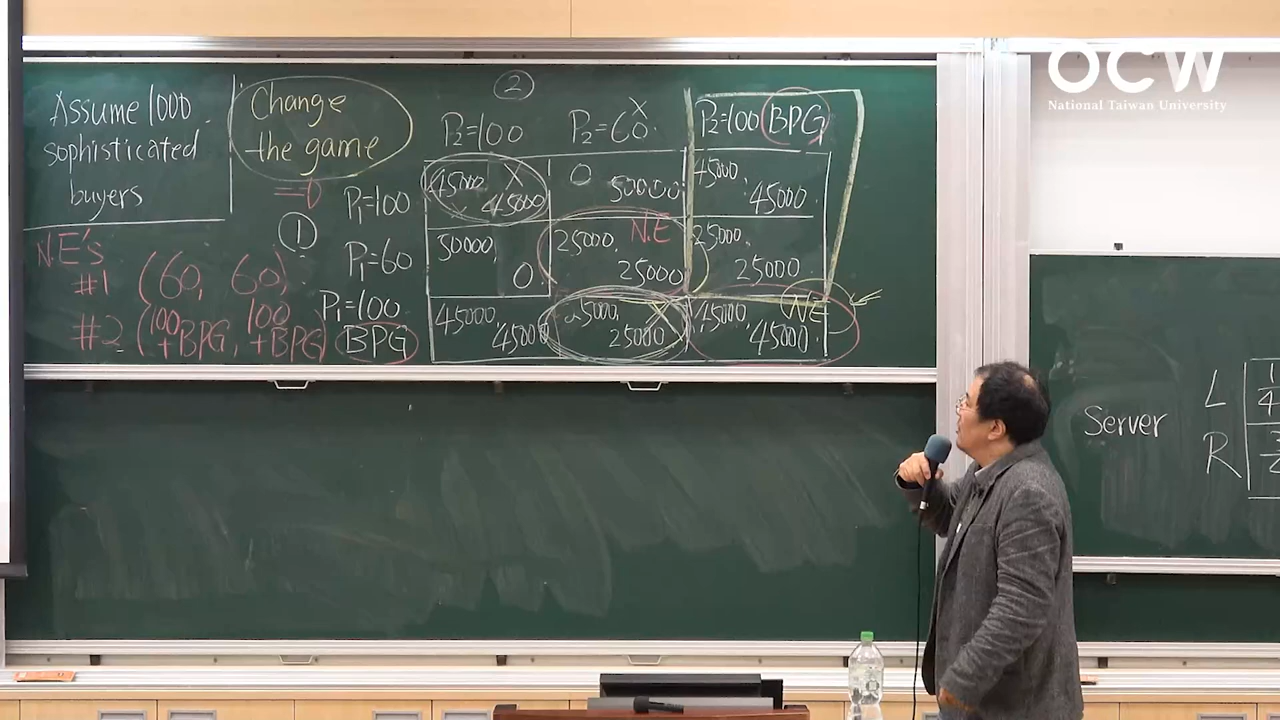 OCW
National Taiwan University
Assume 1000
sophisticated
buyers
Change
the game
②
P₂=100
P₂=60
X
P₂=100 BPG
①
P₁=100
45000, 45000
X
0 50000
45000, 45000
P₁=60
50000, 0
25000, 25000
N.E
25000, 25000
P₁=100
BPG
45000, 45000
25000, 25000
45000, 45000
NE
N.E's
#1 (60, 60)
#2 (100+BPG, 100+BPG)
Server
L
1/4
R